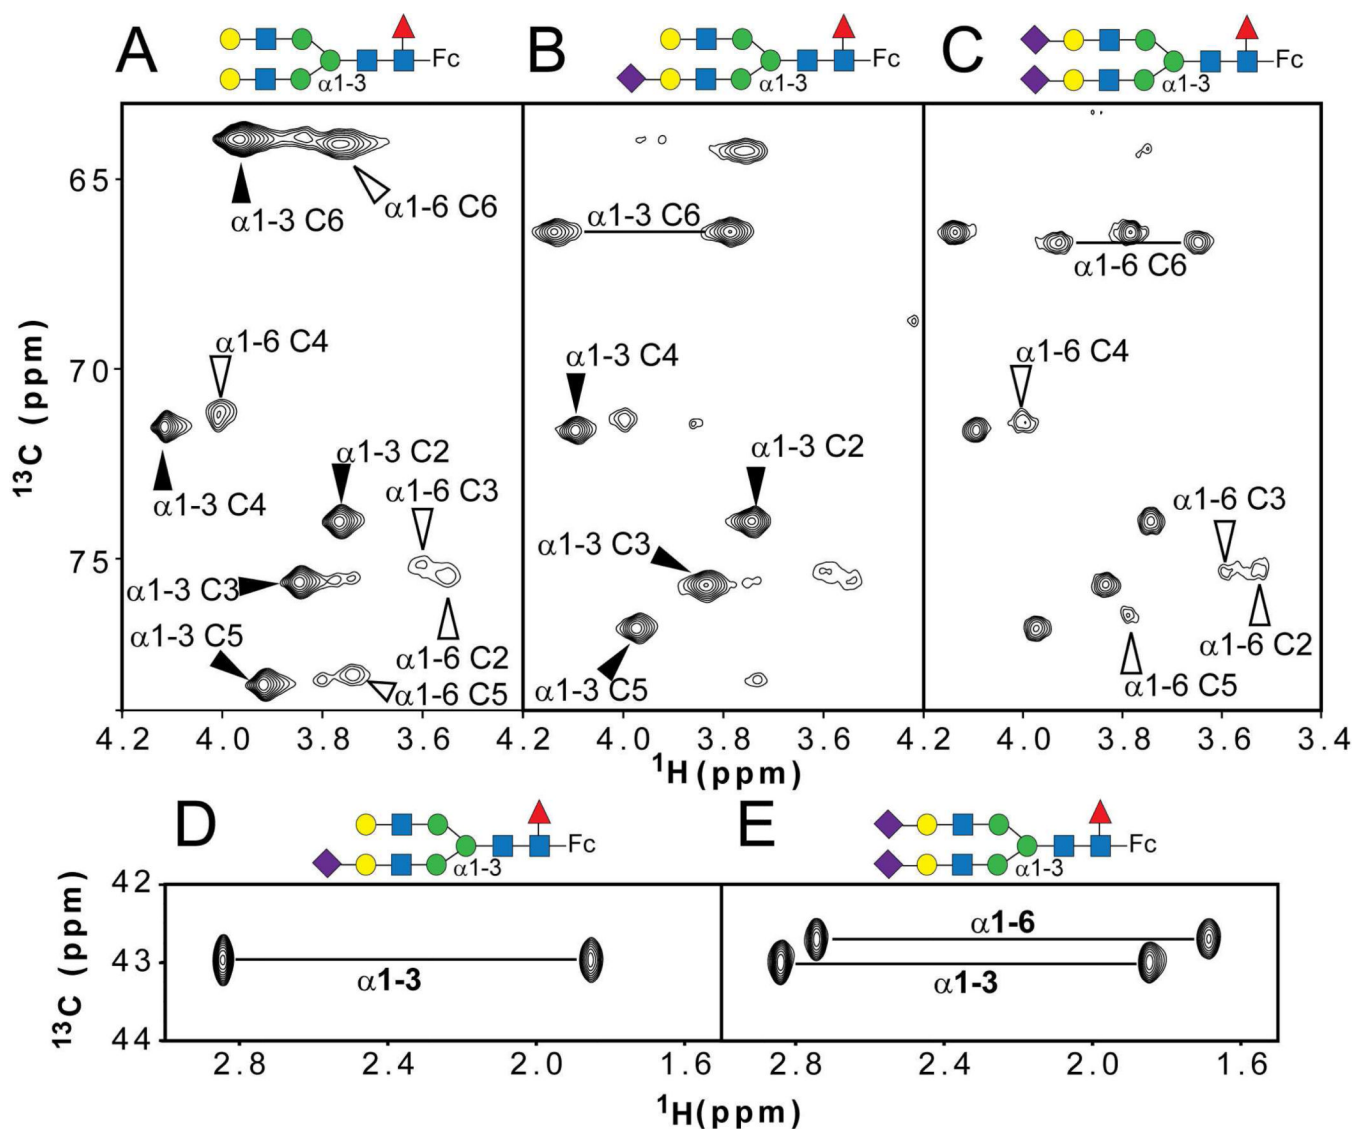 A
B
C
Fc
Fc
Fc
α1-3
α1-3
α1-3
65
70
75
¹³C (ppm)
α1-3 C6
α1-6 C6
α1-6 C4
α1-3 C4
α1-3 C2
α1-6 C3
α1-3 C3
α1-3 C5
α1-6 C2
α1-6 C5
α1-3 C6
α1-3 C4
α1-3 C2
α1-3 C3
α1-3 C5
α1-6 C6
α1-6 C4
α1-6 C3
α1-6 C2
α1-6 C5
4.2 4.0 3.8 3.6 4.2 4.0 3.8 3.6 4.2 4.0 3.8 3.6 3.4
¹H (ppm)
D
E
Fc
Fc
α1-3
α1-3
42
43
44
¹³C (ppm)
α1-3
α1-6
α1-3
2.8 2.4 2.0 1.6 2.8 2.4 2.0 1.6
¹H(ppm)